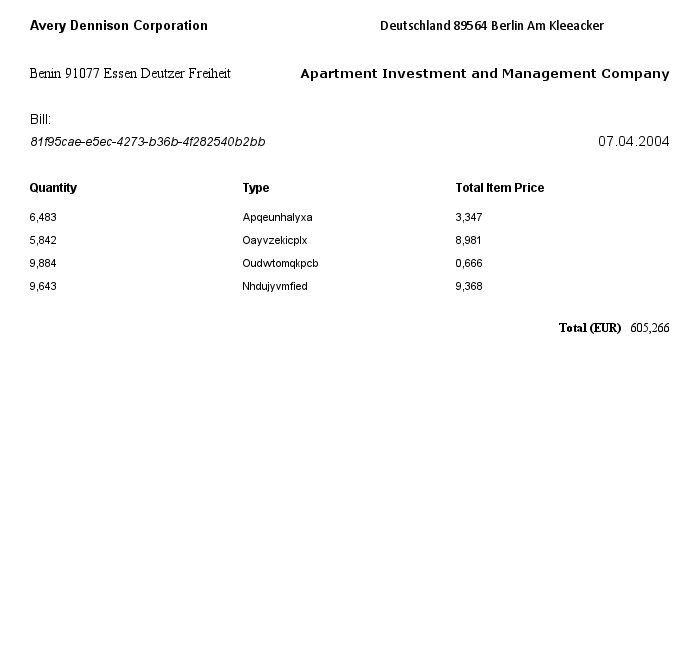 Avery Dennison Corporation Deutschland 89564 Berlin Am Kleeacker
Benin 91077 Essen Deutzer Freiheit Apartment Investment and Management Company
Bill:
81f95cae-e5ec-4273-b36b-4f282540b2bb 07.04.2004
Quantity Type Total Item Price
6,483 Apqeunhalyxa 3,347
5,842 Oayvzekicplx 8,981
9,884 Oudwtomqkpcb 0,666
9,643 Nhdujyvmfied 9,368
Total (EUR) 605,266